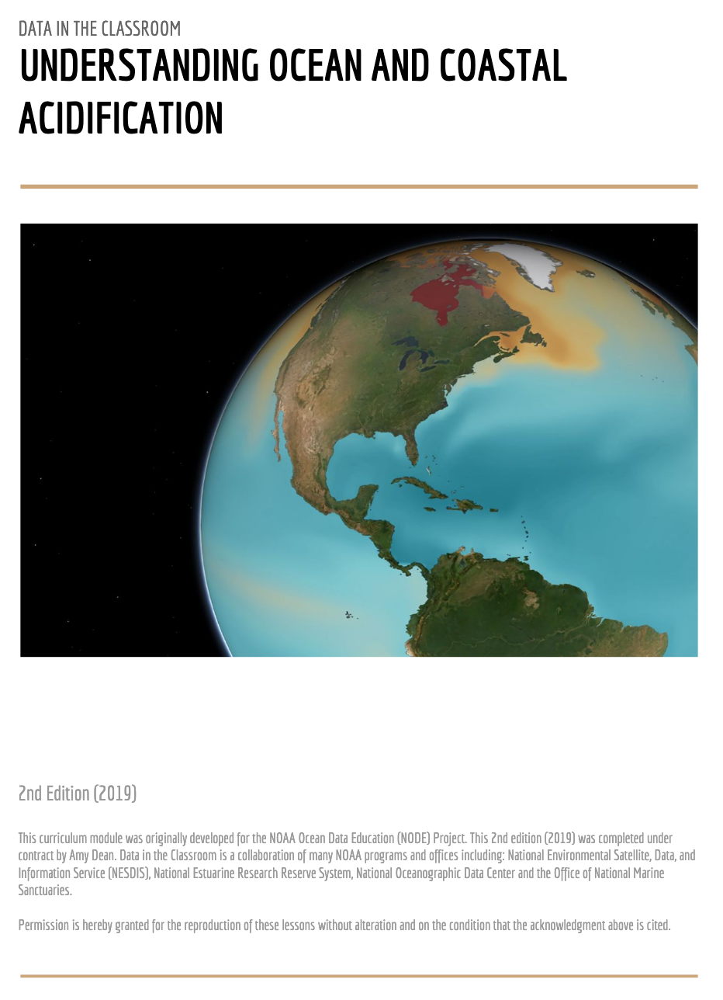 DATA IN THE CLASSROOM
UNDERSTANDING OCEAN AND COASTAL
ACIDIFICATION
2nd Edition (2019)
This curriculum module was originally developed for the NOAA Ocean Data Education (NODE) Project. This 2nd edition (2019) was completed under
contract by Amy Dean. Data in the Classroom is a collaboration of many NOAA programs and offices including: National Environmental Satellite, Data, and
Information Service (NESDIS), National Estuarine Research Reserve System, National Oceanographic Data Center and the Office of National Marine
Sanctuaries.
Permission is hereby granted for the reproduction of these lessons without alteration and on the condition that the acknowledgment above is cited.